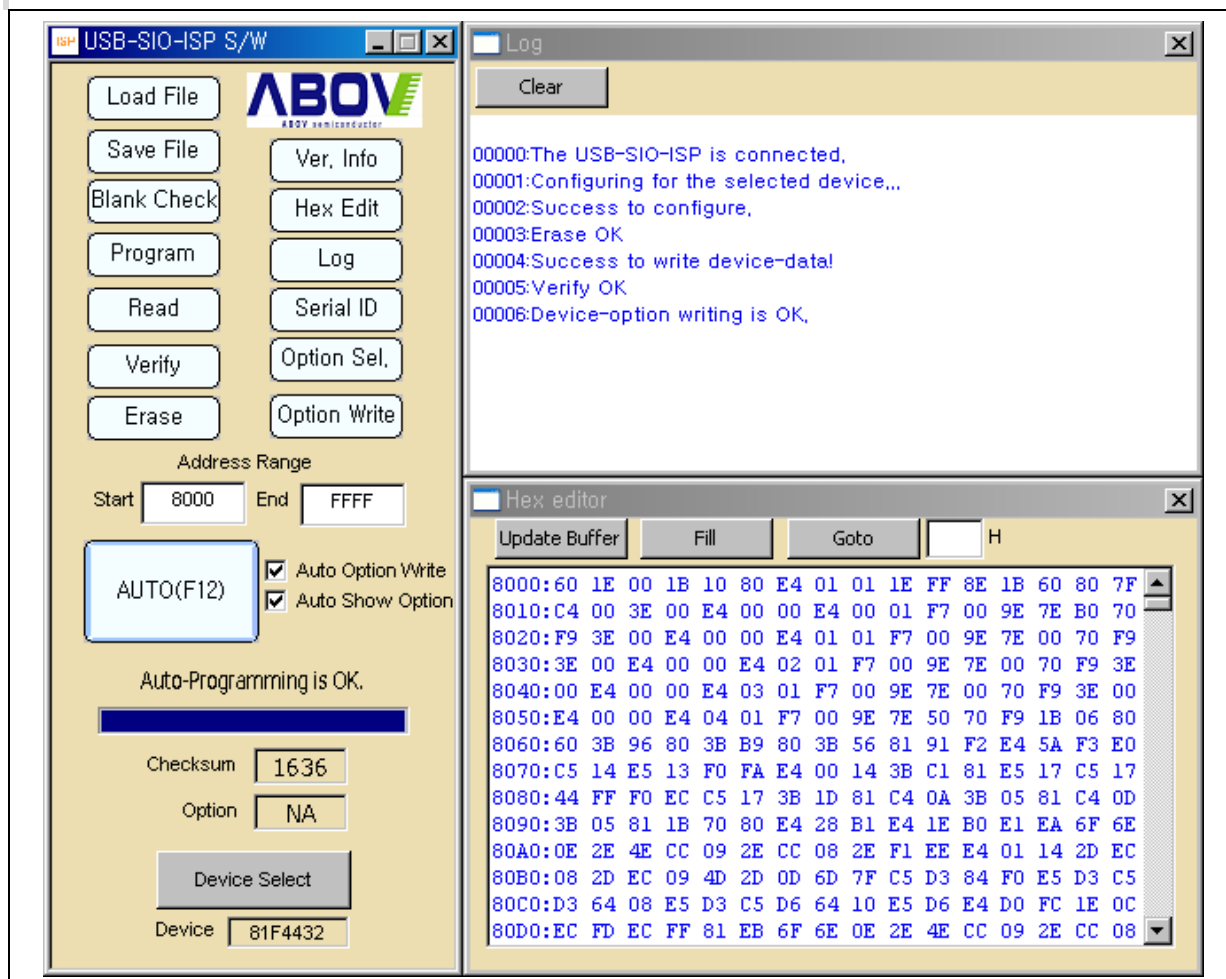 ISP USB-SIO-ISP S/W
Load File
ABOV
ABOV semiconductor
Save File
Ver. Info
Blank Check
Hex Edit
Program
Log
Read
Serial ID
Verify
Option Sel.
Erase
Option Write
Address Range
Start 8000 End FFFF
AUTO(F12)
Auto Option Write
Auto Show Option
Auto-Programming is OK.
Checksum 1636
Option NA
Device Select
Device 81F4432
Log
Clear
00000:The USB-SIO-ISP is connected,
00001:Configuring for the selected device,,,
00002:Success to configure,
00003:Erase OK
00004:Success to write device-data!
00005:Verify OK
00006:Device-option writing is OK,
Hex editor
Update Buffer Fill Goto H
8000:60 1E 00 1B 10 80 E4 01 01 1E FF 8E 1B 60 80 7F
8010:C4 00 3E 00 E4 00 00 E4 00 01 F7 00 9E 7E B0 70
8020:F9 3E 00 E4 00 00 E4 01 01 F7 00 9E 7E 00 70 F9
8030:3E 00 E4 00 00 E4 02 01 F7 00 9E 7E 00 70 F9 3E
8040:00 E4 00 00 E4 03 01 F7 00 9E 7E 00 70 F9 3E 00
8050:E4 00 00 E4 04 01 F7 00 9E 7E 50 70 F9 1B 06 80
8060:60 3B 96 80 3B B9 80 3B 56 81 91 F2 E4 5A F3 E0
8070:C5 14 E5 13 F0 FA E4 00 14 3B C1 81 E5 17 C5 17
8080:44 FF F0 EC C5 17 3B 1D 81 C4 0A 3B 05 81 C4 0D
8090:3B 05 81 1B 70 80 E4 28 B1 E4 1E B0 E1 EA 6F 6E
80A0:0E 2E 4E CC 09 2E CC 08 2E F1 EE E4 01 14 2D EC
80B0:08 2D EC 09 4D 2D 0D 6D 7F C5 D3 84 F0 E5 D3 C5
80C0:D3 64 08 E5 D3 C5 D6 64 10 E5 D6 E4 D0 FC 1E 0C
80D0:EC FD EC FF 81 EB 6F 6E 0E 2E 4E CC 09 2E CC 08